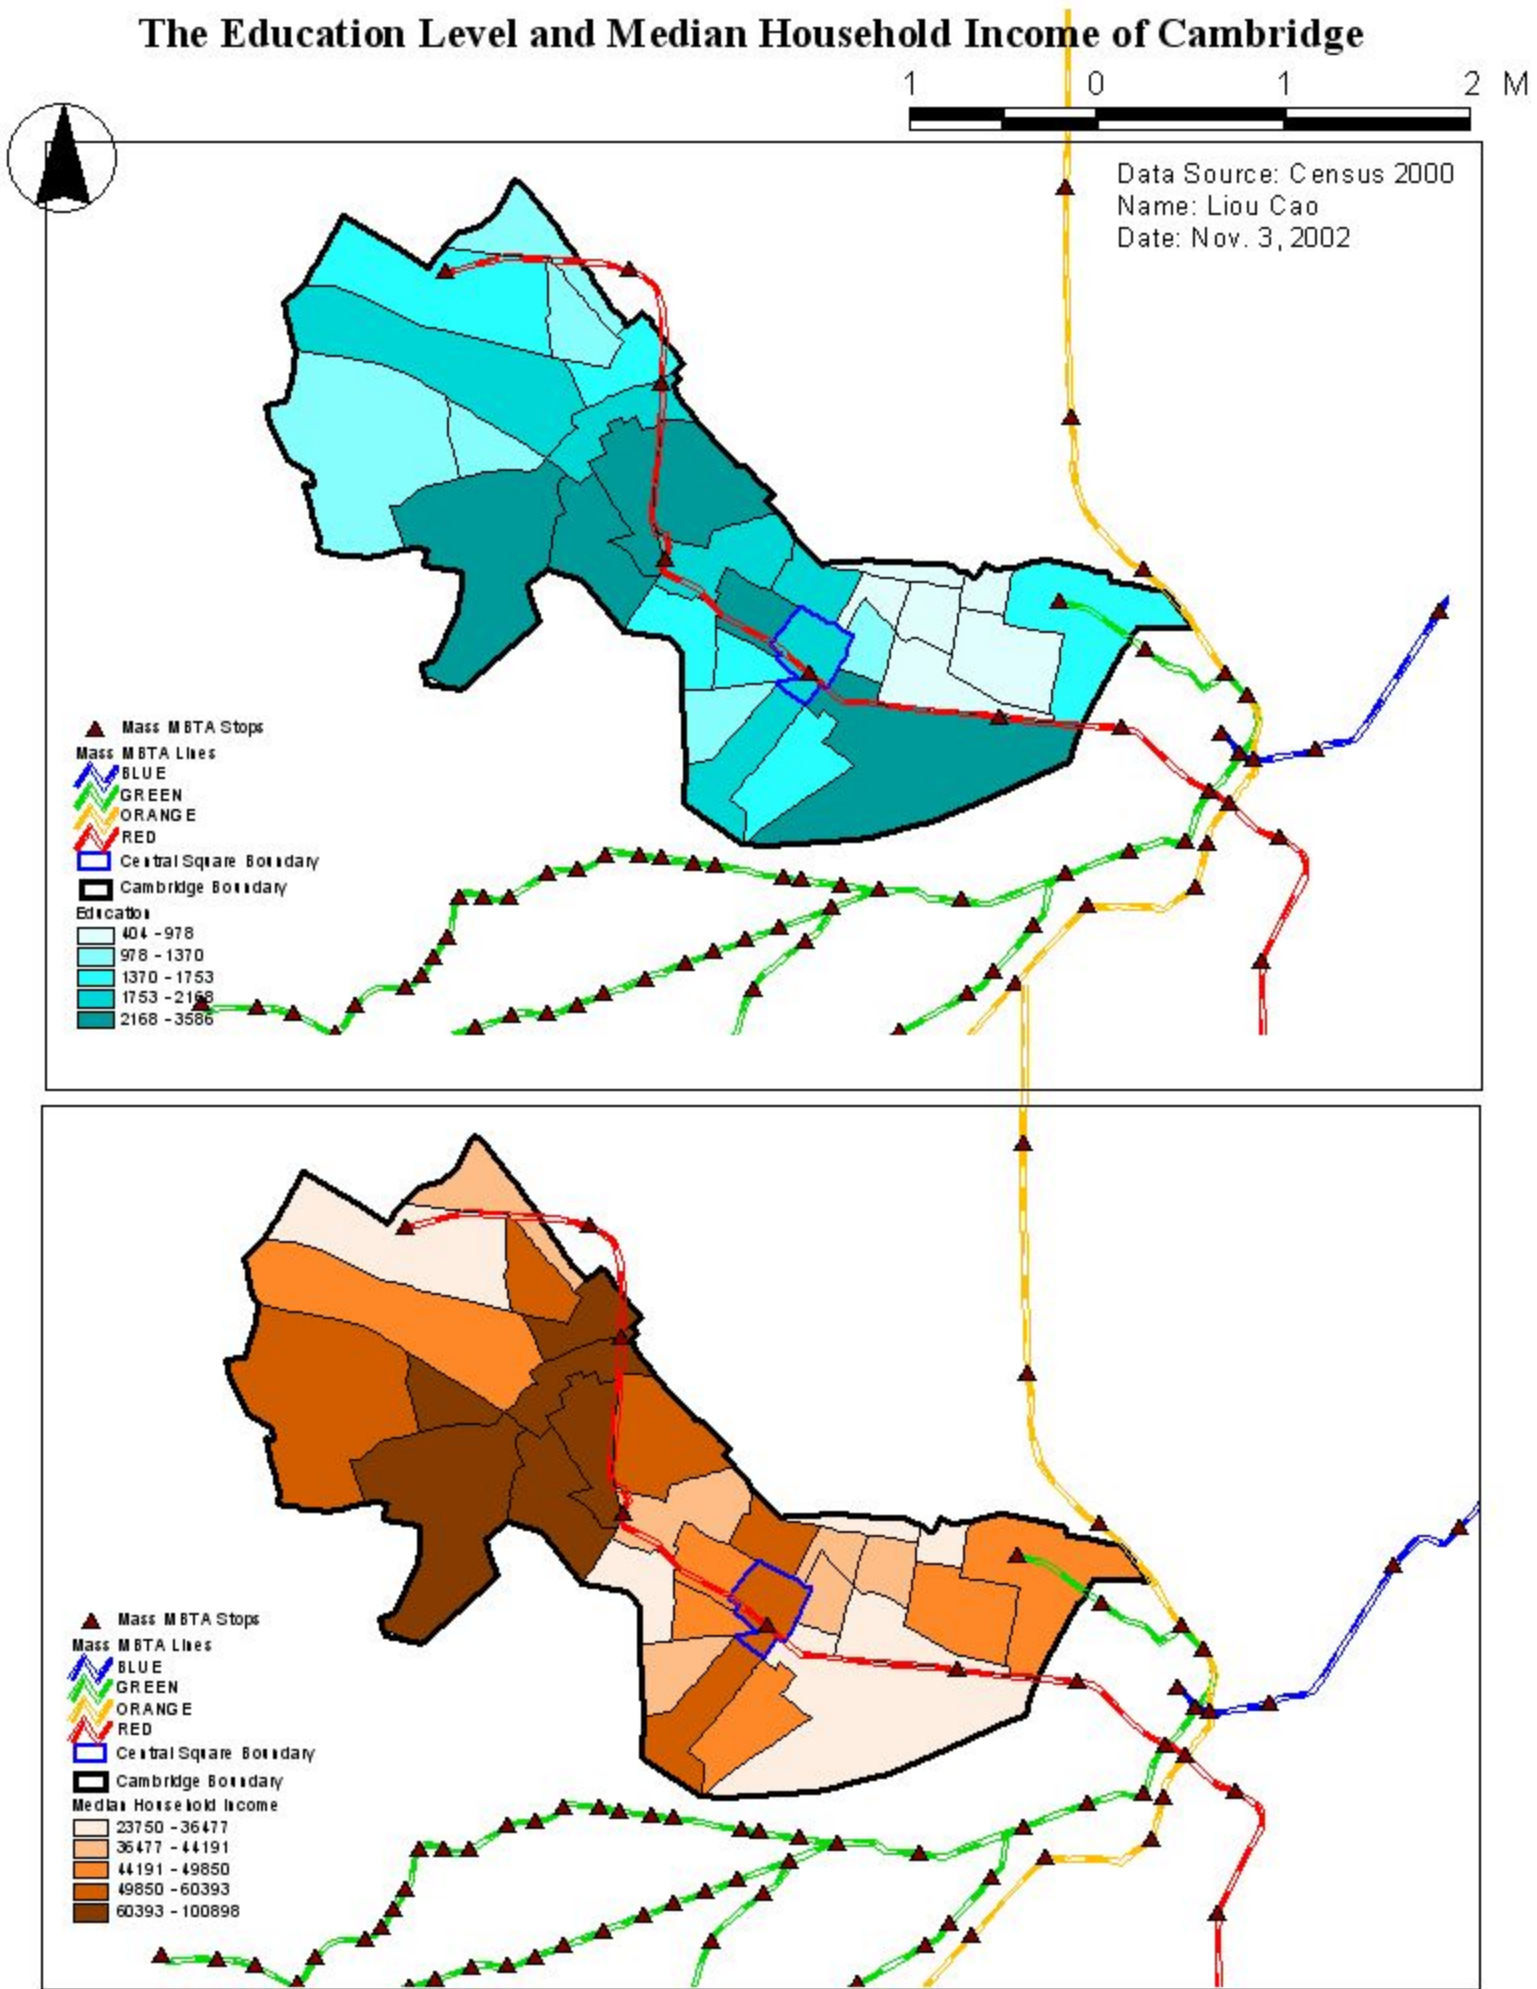 The Education Level and Median Household Income of Cambridge
1 0 1 2 M
Data Source: Census 2000
Name: Liou Cao
Date: Nov. 3, 2002
Mass MBTA Stops
Mass MBTA Lines
BLUE
GREEN
ORANGE
RED
Central Square Boundary
Cambridge Boundary
Education
404 - 978
978 - 1370
1370 - 1753
1753 - 2168
2168 - 3586
Mass MBTA Stops
Mass MBTA Lines
BLUE
GREEN
ORANGE
RED
Central Square Boundary
Cambridge Boundary
Median Household Income
23750 - 36477
36477 - 44191
44191 - 49850
49850 - 60393
60393 - 100898